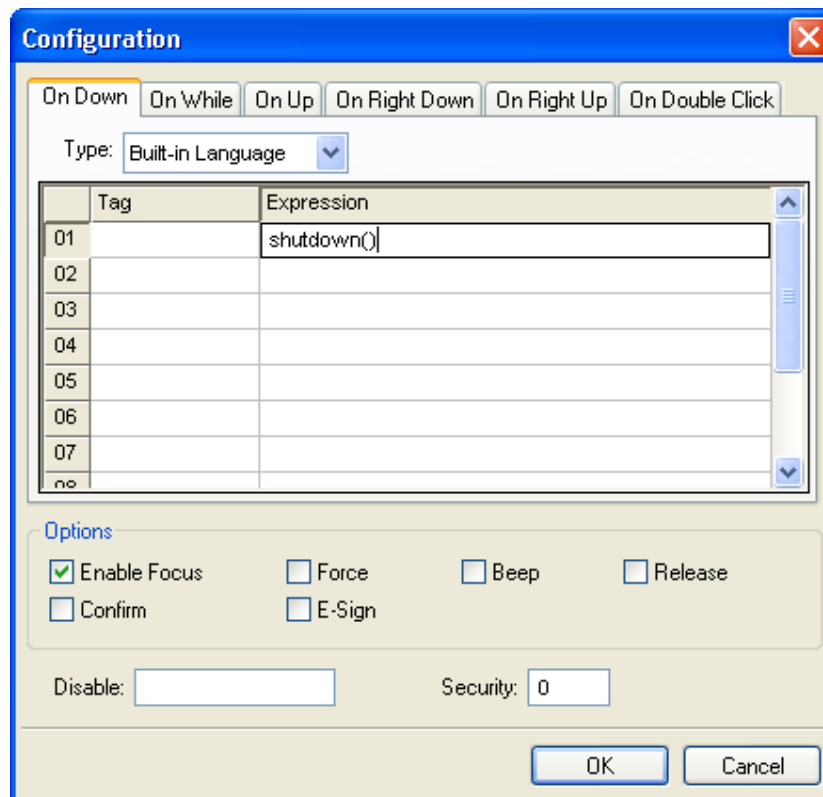 Configuration
On Down On While On Up On Right Down On Right Up On Double Click
Type: Built-in Language
Tag Expression
01 shutdown()
02
03
04
05
06
07
08
Options
Enable Focus Force Beep Release
Confirm E-Sign
Disable: Security: 0
OK Cancel